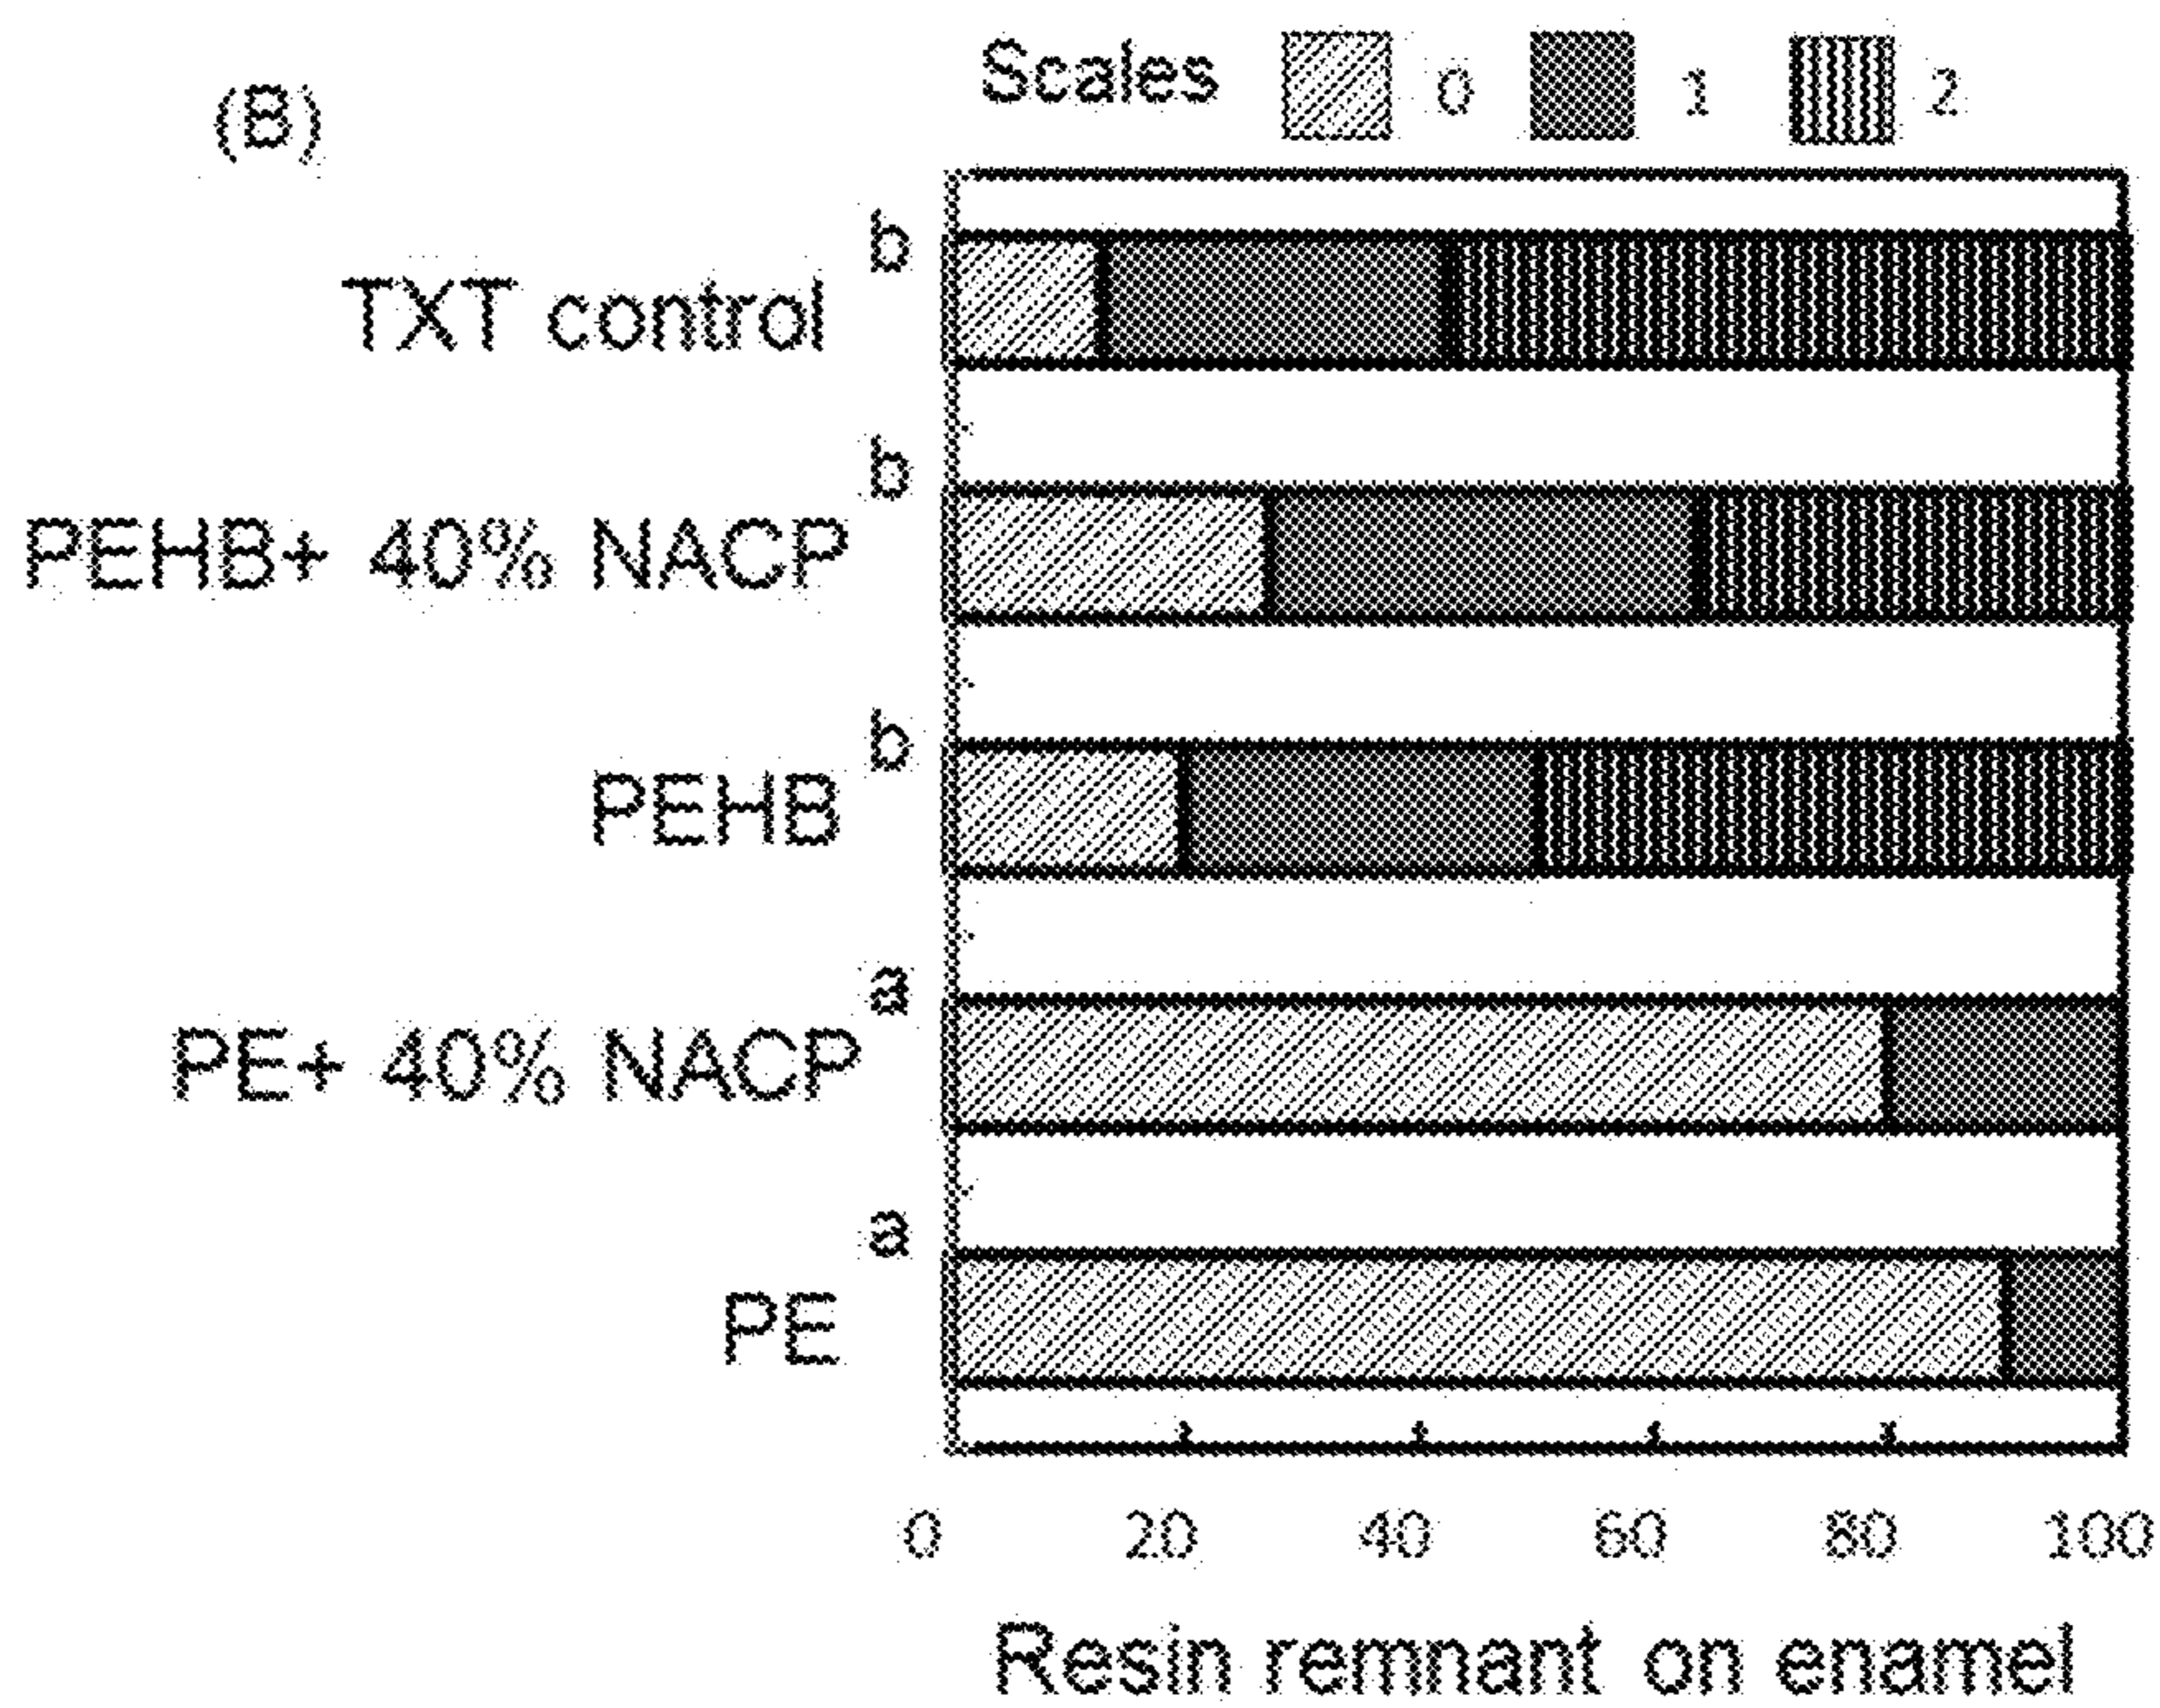 (B)
Scales 0 1 2
b
TXT control
b
PEHB+ 40% NACP
b
PEHB
a
PE+ 40% NACP
a
PE
0 20 40 60 80 100
Resin remnant on enamel